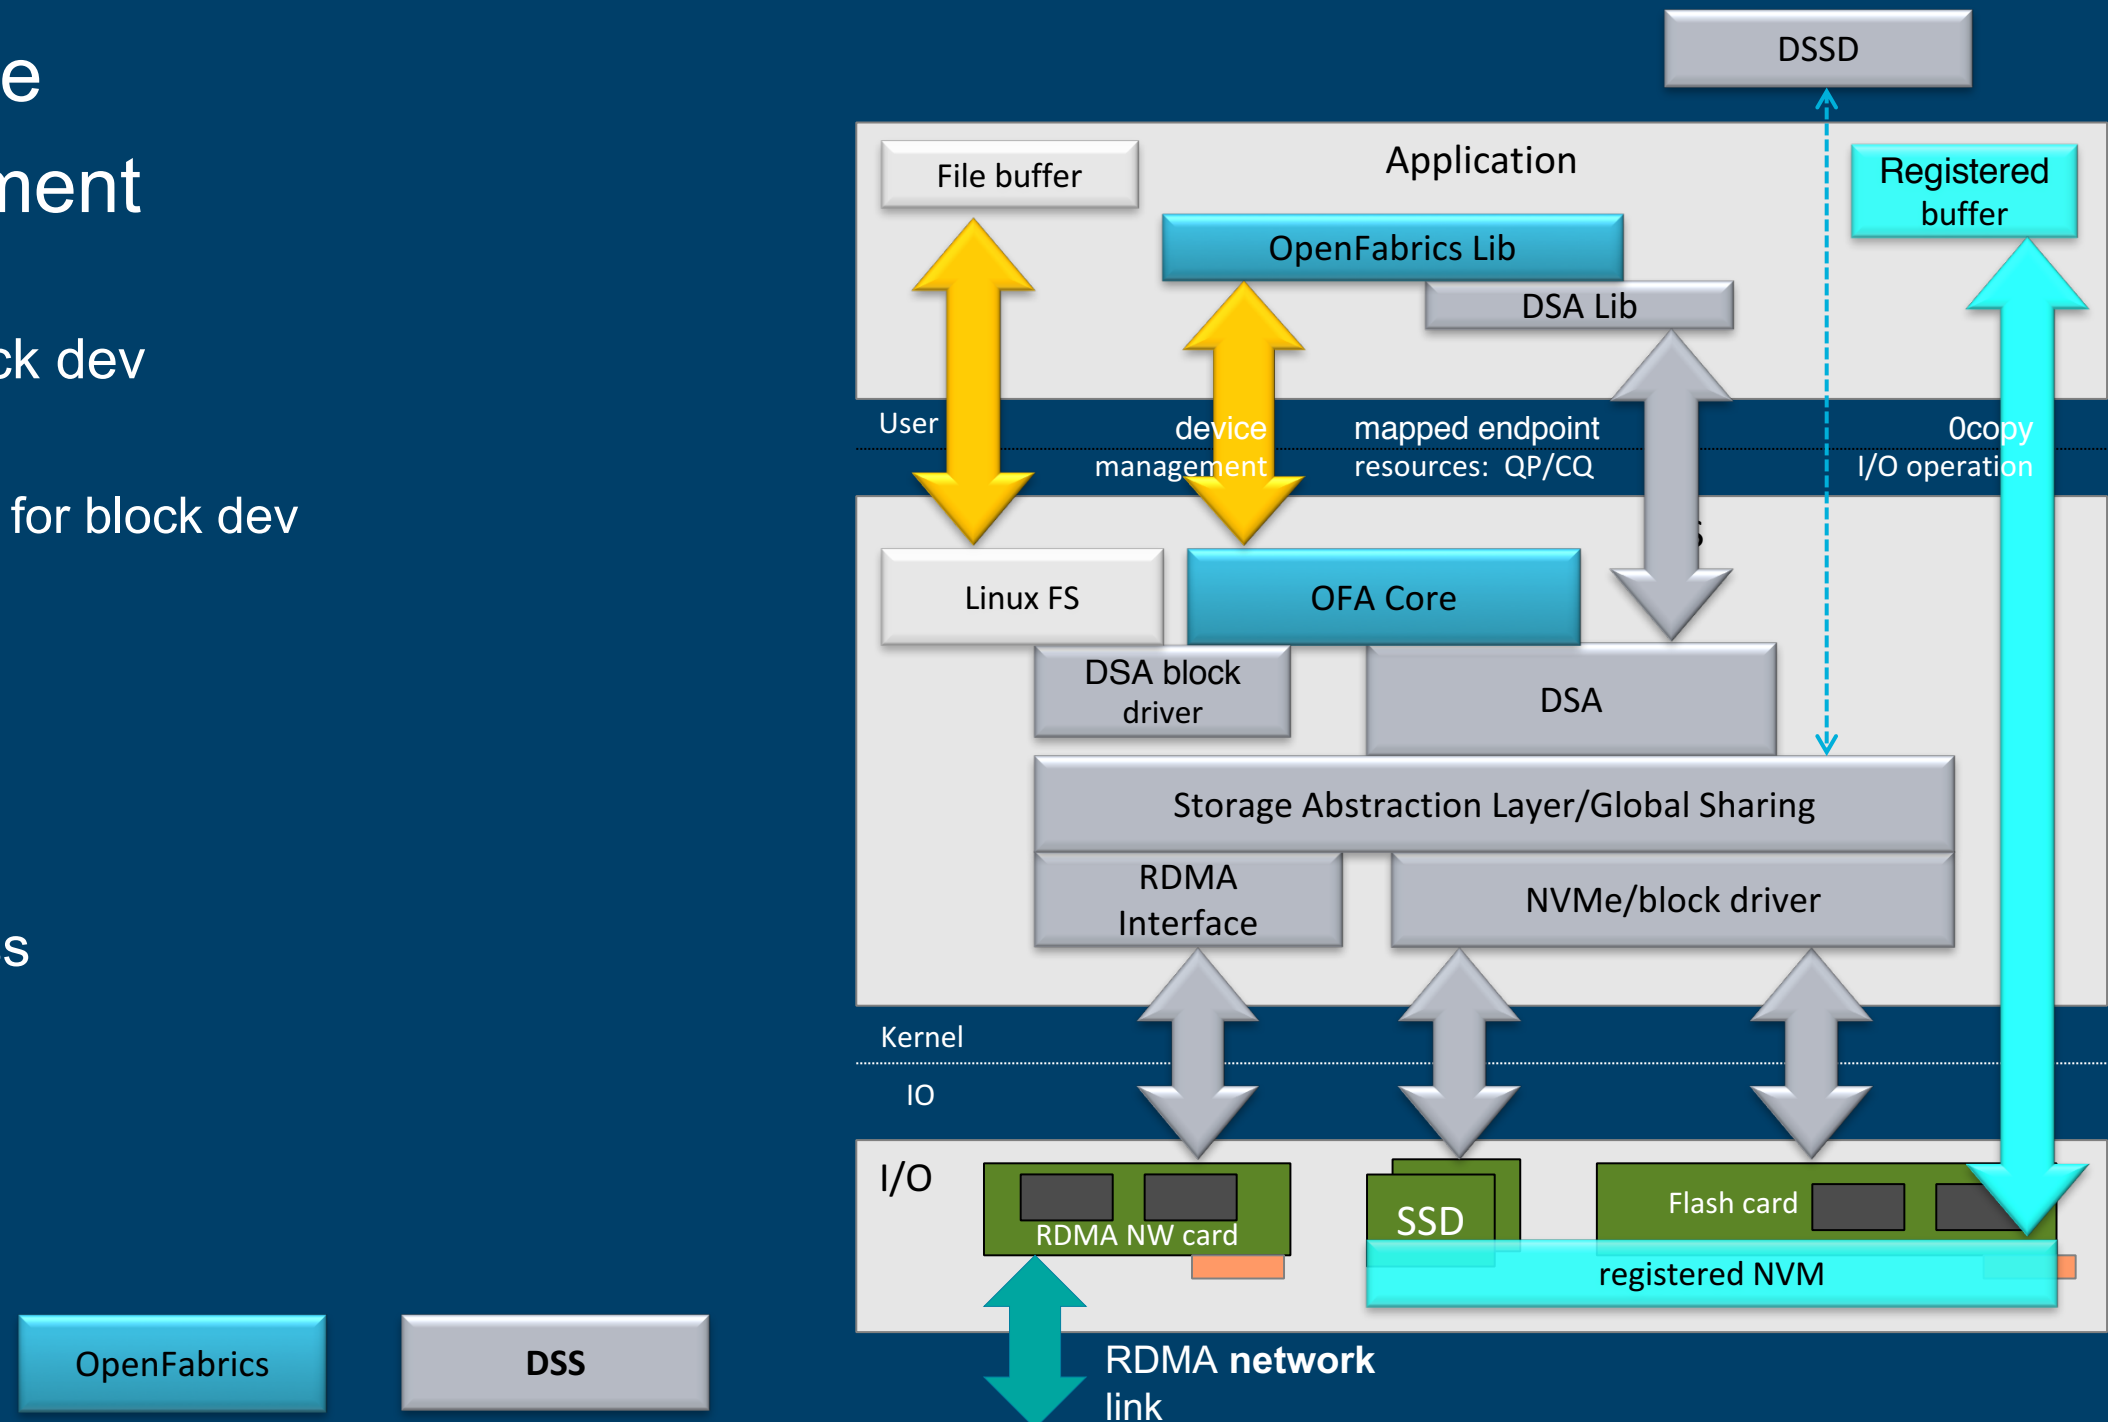 e
ment
ck dev
for block dev
s
OpenFabrics
DSS
DSSD
Application
File buffer
Registered
buffer
OpenFabrics Lib
DSA Lib
User
device
management
mapped endpoint
resources: QP/CQ
0copy
I/O operation
Linux FS
OFA Core
DSA block
driver
DSA
Storage Abstraction Layer/Global Sharing
RDMA
Interface
NVMe/block driver
Kernel
IO
I/O
RDMA NW card
SSD
Flash card
registered NVM
RDMA network
link